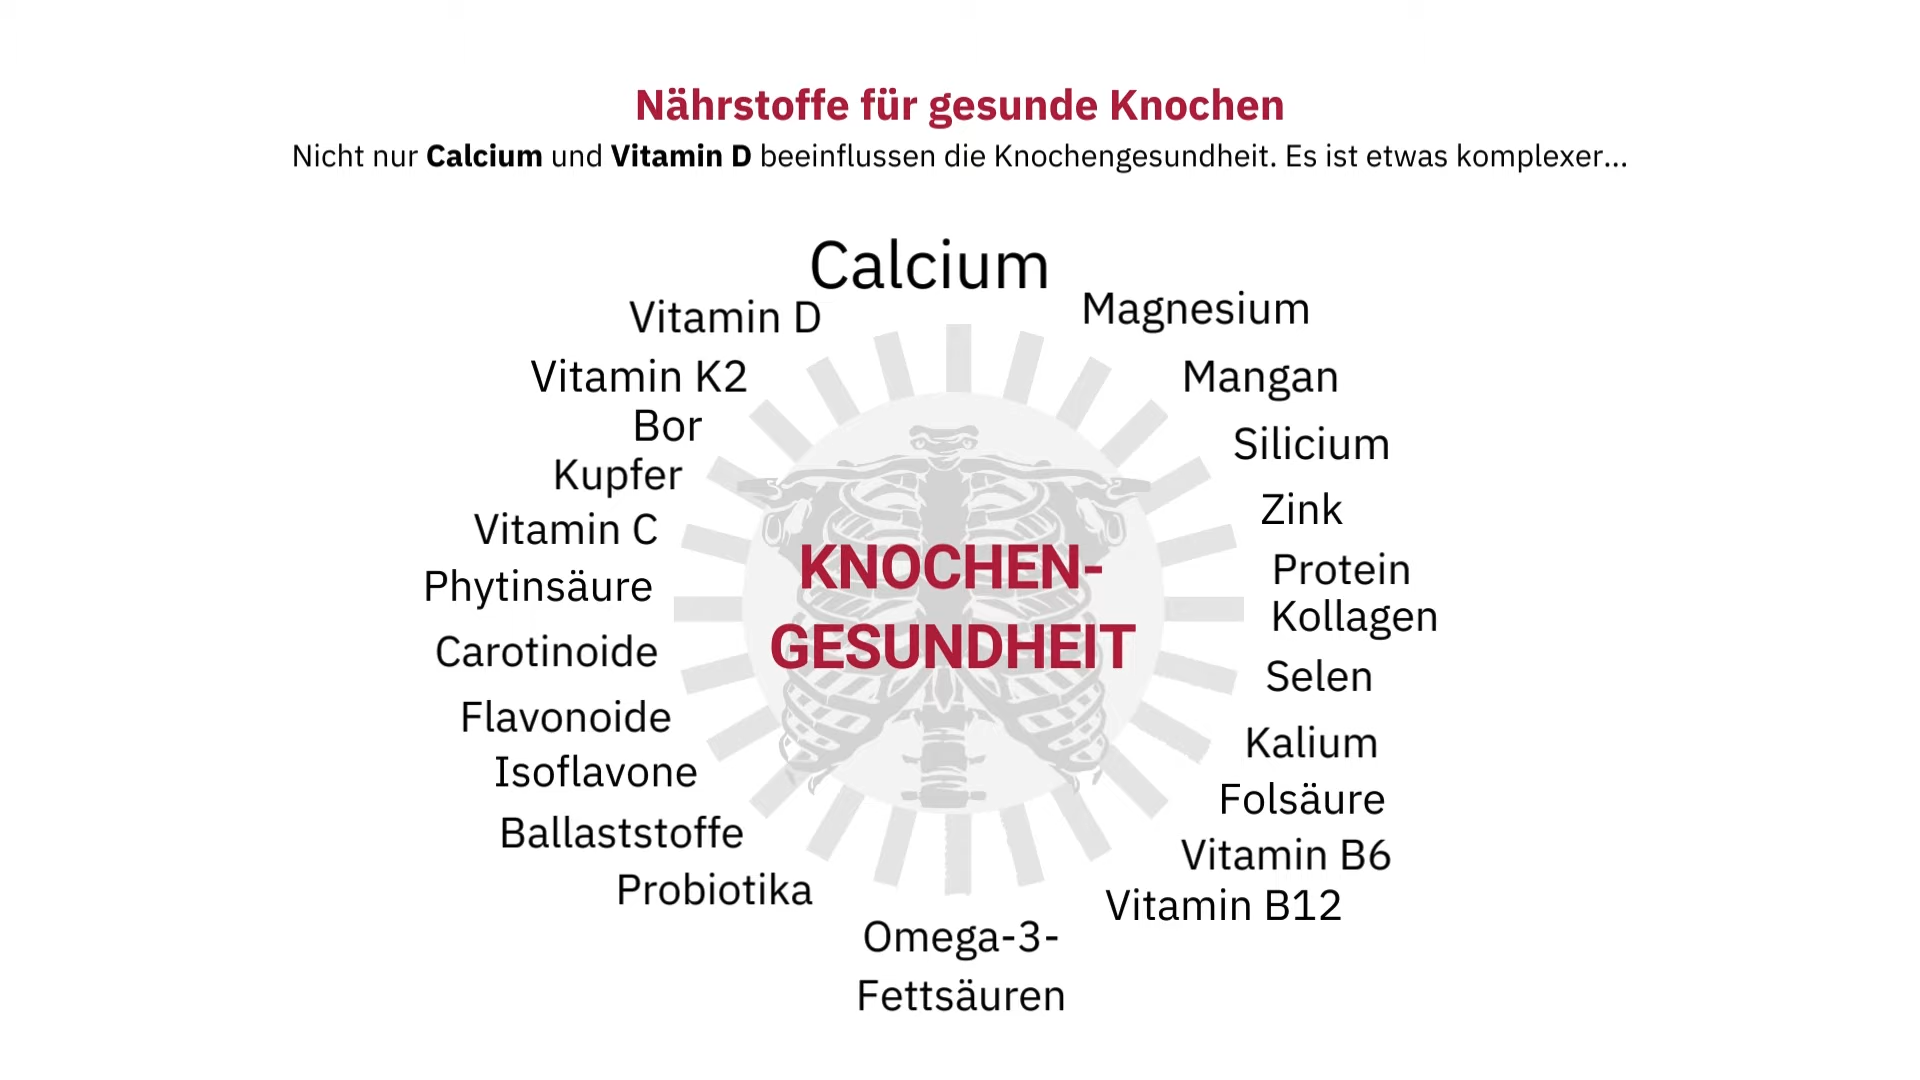 Nährstoffe für gesunde Knochen
Nicht nur Calcium und Vitamin D beeinflussen die Knochengesundheit. Es ist etwas komplexer...
Calcium
Magnesium
Mangan
Silicium
Zink
Protein
Kollagen
Selen
Kalium
Folsäure
Vitamin B6
Vitamin B12
Omega-3-
Fettsäuren
Probiotika
Ballaststoffe
Isoflavone
Flavonoide
Carotinoide
Phytinsäure
Vitamin C
Kupfer
Bor
Vitamin K2
Vitamin D
KNOCHEN-
GESUNDHEIT